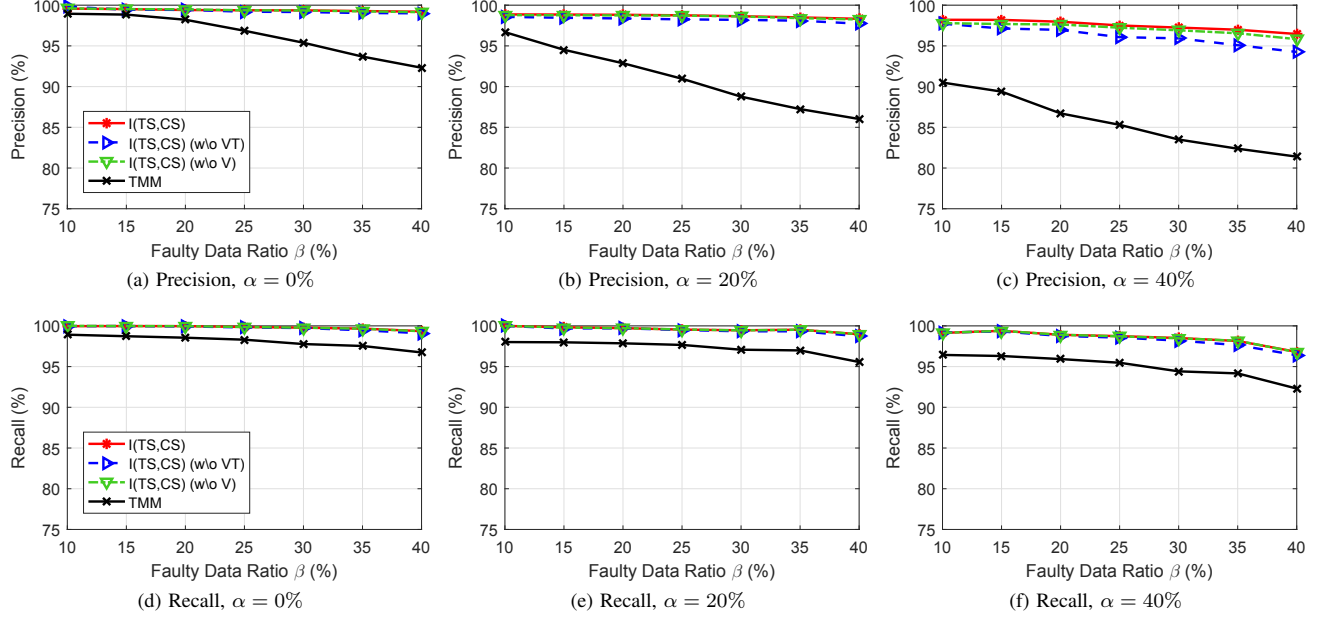 100
95
90
85
80
75
Precision (%)
I(TS,CS)
I(TS,CS) (w\o VT)
I(TS,CS) (w\o V)
TMM
10 15 20 25 30 35 40
Faulty Data Ratio β (%)
(a) Precision, α = 0%
100
95
90
85
80
75
Precision (%)
10 15 20 25 30 35 40
Faulty Data Ratio β (%)
(b) Precision, α = 20%
100
95
90
85
80
75
Precision (%)
10 15 20 25 30 35 40
Faulty Data Ratio β (%)
(c) Precision, α = 40%
100
95
90
85
80
75
Recall (%)
I(TS,CS)
I(TS,CS) (w\o VT)
I(TS,CS) (w\o V)
TMM
10 15 20 25 30 35 40
Faulty Data Ratio β (%)
(d) Recall, α = 0%
100
95
90
85
80
75
Recall (%)
10 15 20 25 30 35 40
Faulty Data Ratio β (%)
(e) Recall, α = 20%
100
95
90
85
80
75
Recall (%)
10 15 20 25 30 35 40
Faulty Data Ratio β (%)
(f) Recall, α = 40%